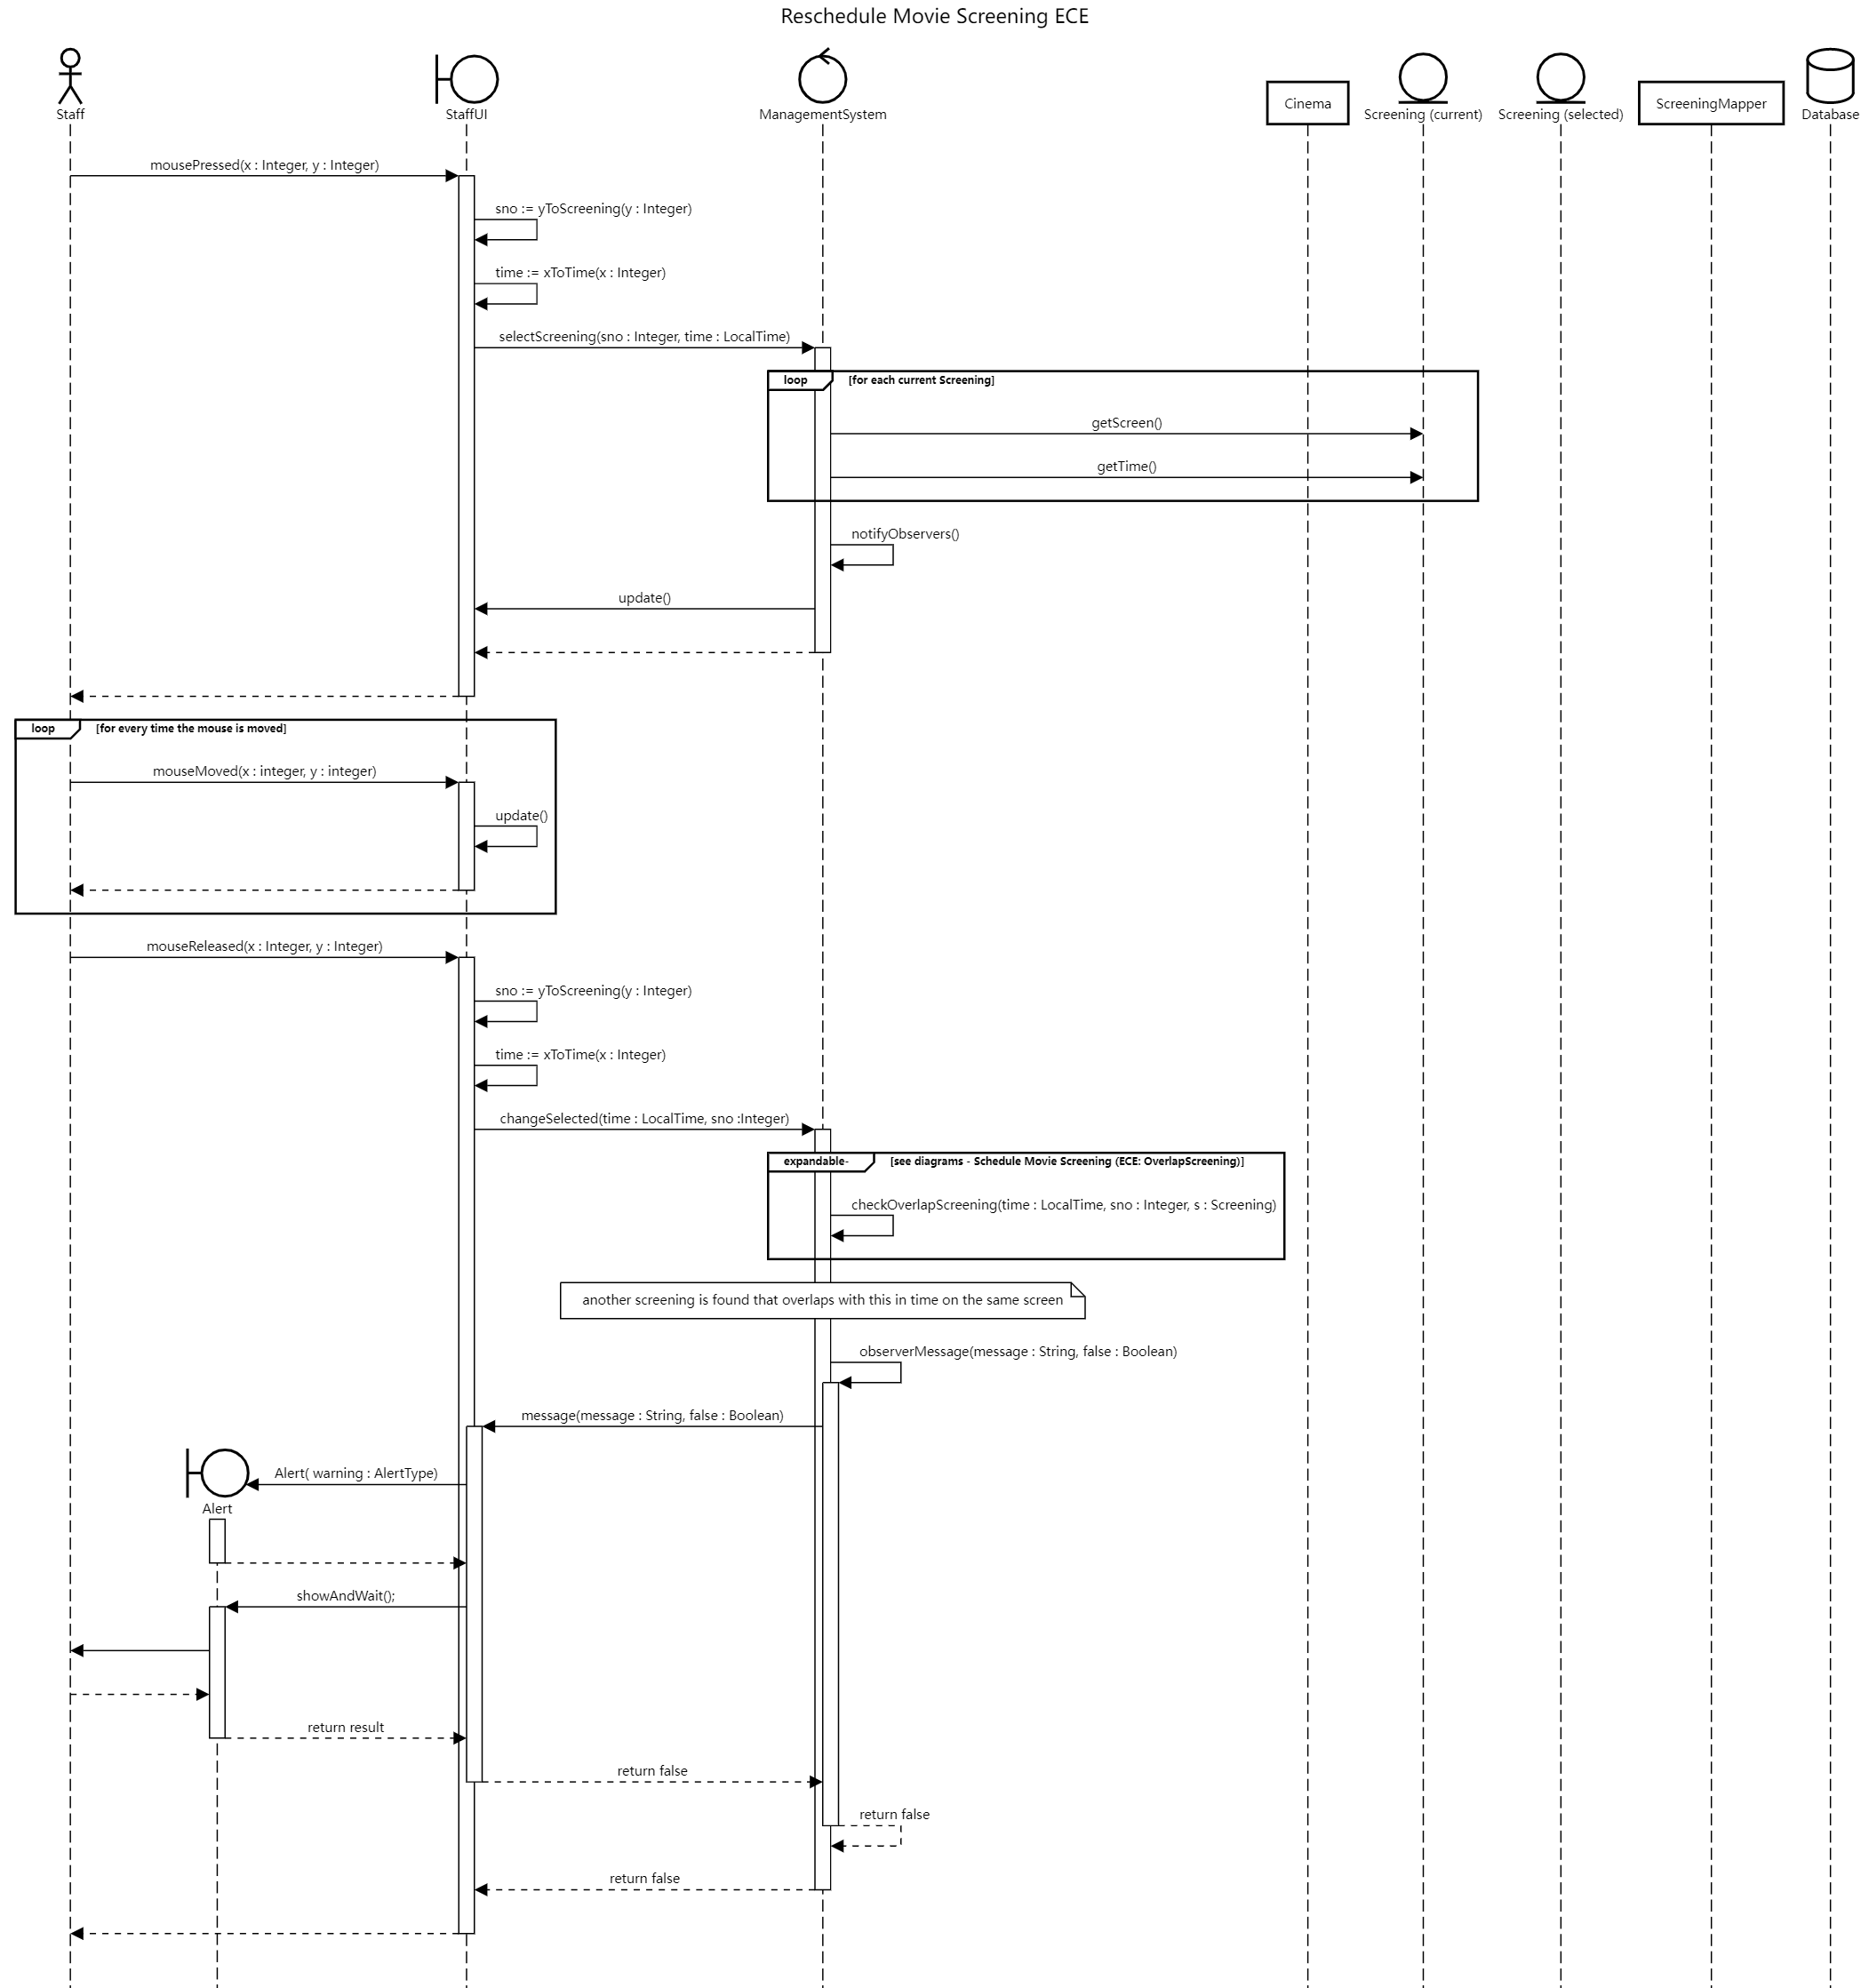 Reschedule Movie Screening ECE
Staff
StaffUI
ManagementSystem
Cinema
Screening (current)
Screening (selected)
ScreeningMapper
Database
mousePressed(x : Integer, y : Integer)
sno := yToScreening(y : Integer)
time := xToTime(x : Integer)
selectScreening(sno : Integer, time : LocalTime)
loop [for each current Screening]
getScreen()
getTime()
notifyObservers()
update()
loop [for every time the mouse is moved]
mouseMoved(x : integer, y : integer)
update()
mouseReleased(x : Integer, y : Integer)
sno := yToScreening(y : Integer)
time := xToTime(x : Integer)
changeSelected(time : LocalTime, sno :Integer)
expandable- [see diagrams - Schedule Movie Screening (ECE: OverlapScreening)]
checkOverlapScreening(time : LocalTime, sno : Integer, s : Screening)
another screening is found that overlaps with this in time on the same screen
observerMessage(message : String, false : Boolean)
message(message : String, false : Boolean)
Alert( warning : AlertType)
Alert
showAndWait();
return result
return false
return false
return false